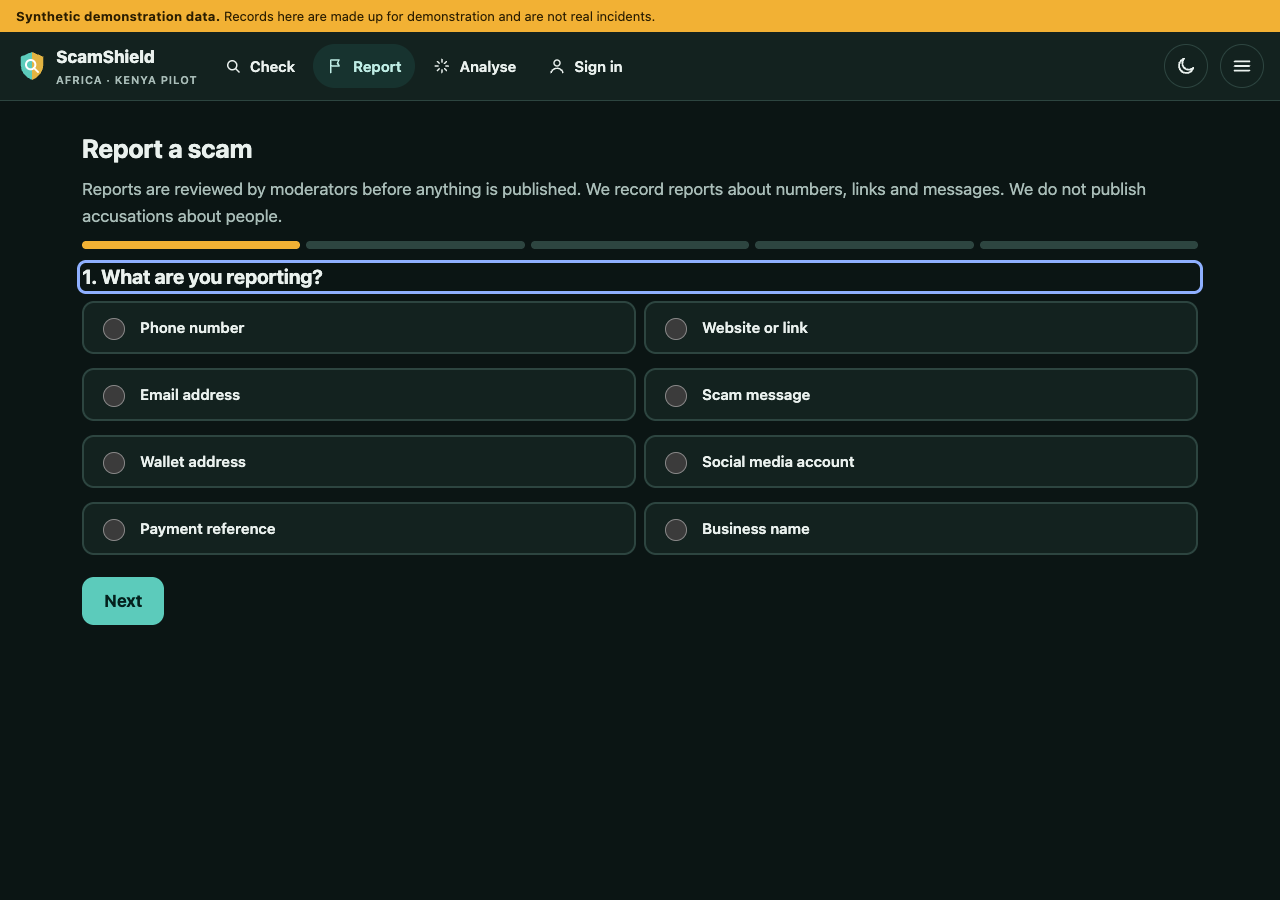 Synthetic demonstration data. Records here are made up for demonstration and are not real incidents.
ScamShield
AFRICA · KENYA PILOT
Check
Report
Analyse
Sign in
Report a scam
Reports are reviewed by moderators before anything is published. We record reports about numbers, links and messages. We do not publish
accusations about people.
1. What are you reporting?
Phone number
Website or link
Email address
Scam message
Wallet address
Social media account
Payment reference
Business name
Next